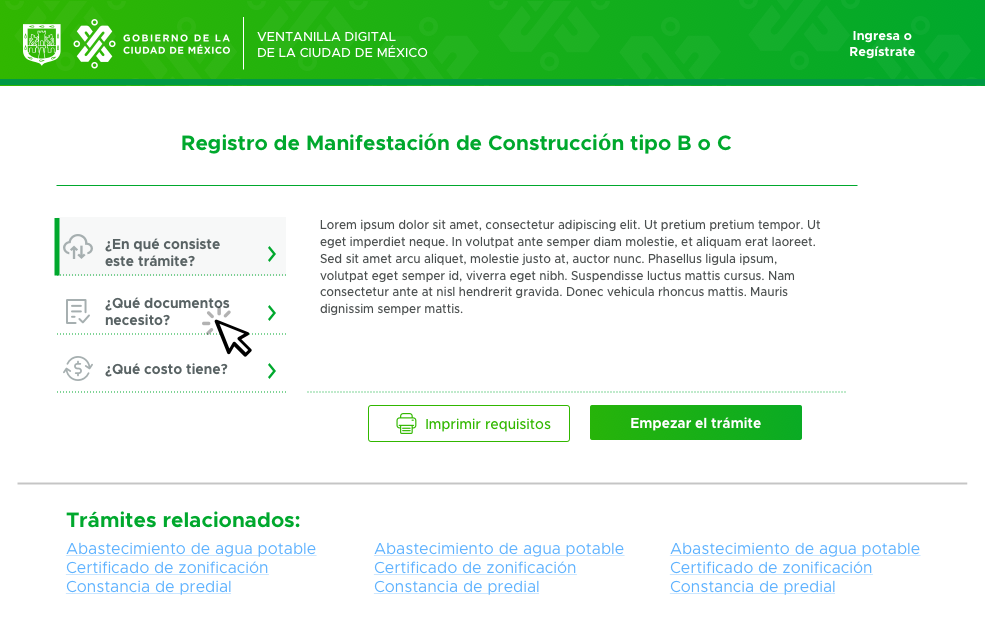 GOBIERNO DE LA
CIUDAD DE MÉXICO
VENTANILLA DIGITAL
DE LA CIUDAD DE MÉXICO
Ingresa o
Regístrate
Registro de Manifestación de Construcción tipo B o C
¿En qué consiste
este trámite?
¿Qué documentos
necesito?
¿Qué costo tiene?
Lorem ipsum dolor sit amet, consectetur adipiscing elit. Ut pretium pretium tempor. Ut
eget imperdiet neque. In volutpat ante semper diam molestie, et aliquam erat laoreet.
Sed sit amet arcu aliquet, molestie justo at, auctor nunc. Phasellus ligula ipsum,
volutpat eget semper id, viverra eget nibh. Suspendisse luctus mattis cursus. Nam
consectetur ante at nisl hendrerit gravida. Donec vehicula rhoncus mattis. Mauris
dignissim semper mattis.
Imprimir requisitos
Empezar el trámite
Trámites relacionados:
Abastecimiento de agua potable
Certificado de zonificación
Constancia de predial
Abastecimiento de agua potable
Certificado de zonificación
Constancia de predial
Abastecimiento de agua potable
Certificado de zonificación
Constancia de predial